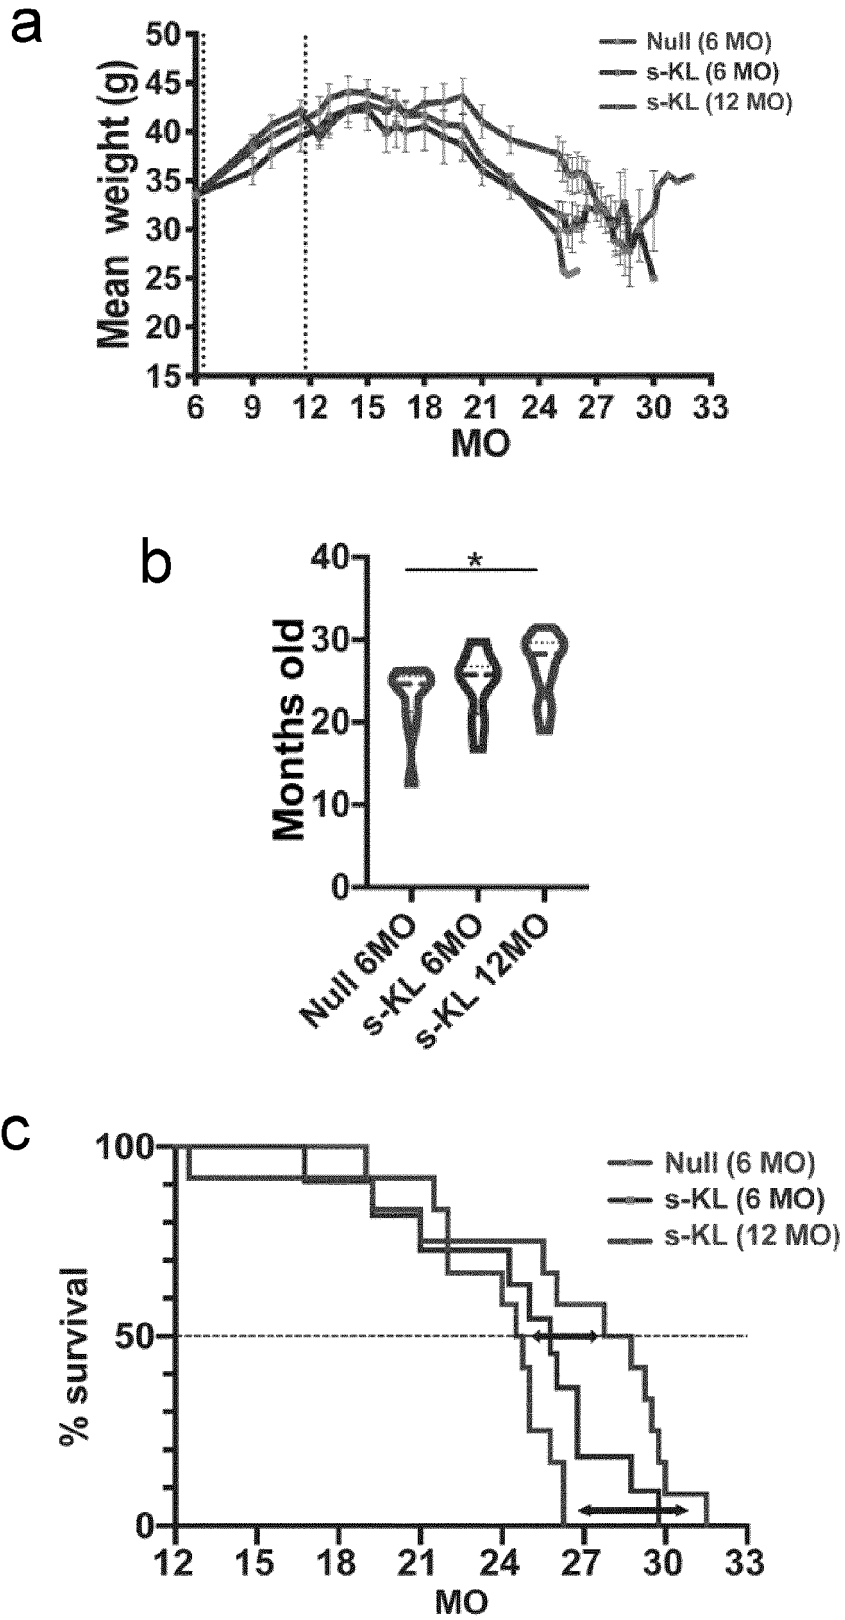 a
50
45
40
35
30
25
20
15
Mean weight (g)
Null (6 MO)
s-KL (6 MO)
s-KL (12 MO)
6 9 12 15 18 21 24 27 30 33
MO
b
40
30
20
10
0
Months old
*
Null 6MO
s-KL 6MO
s-KL 12MO
c
100
50
0
% survival
Null (6 MO)
s-KL (6 MO)
s-KL (12 MO)
12 15 18 21 24 27 30 33
MO